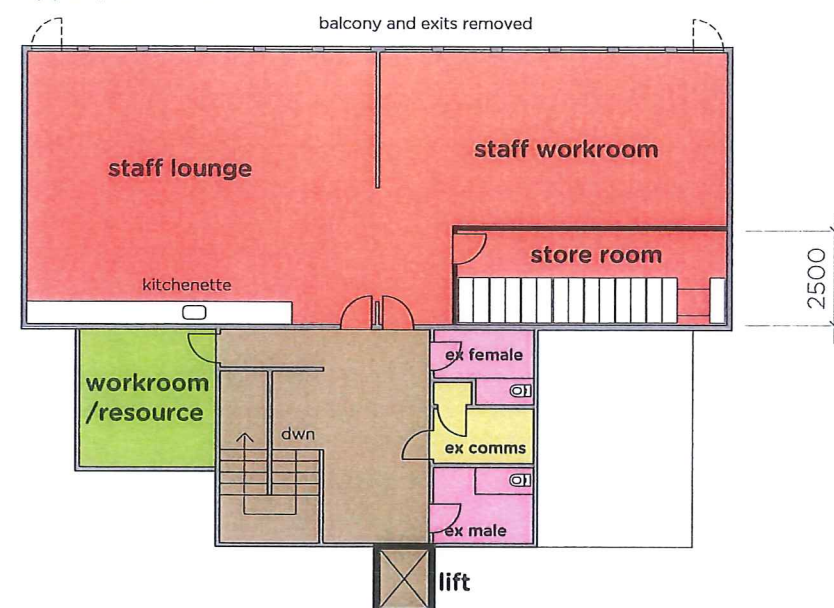 balcony and exits removed
staff lounge
staff workroom
store room
2500
kitchenette
ex female
workroom
/resource
dwn
ex comms
ex male
lift